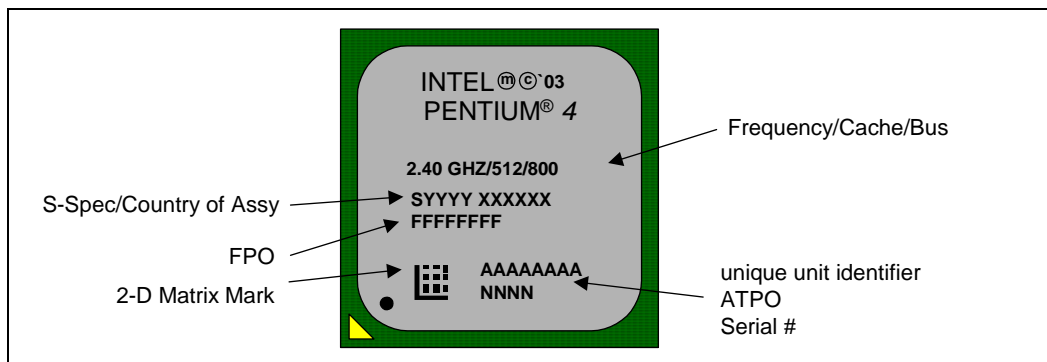 INTEL ⓜ ⓒ `03
PENTIUM® 4
Frequency/Cache/Bus
2.40 GHZ/512/800
S-Spec/Country of Assy
SYYYY XXXXXX
FFFFFFFF
FPO
2-D Matrix Mark
AAAAAAAA
NNNN
unique unit identifier
ATPO
Serial #